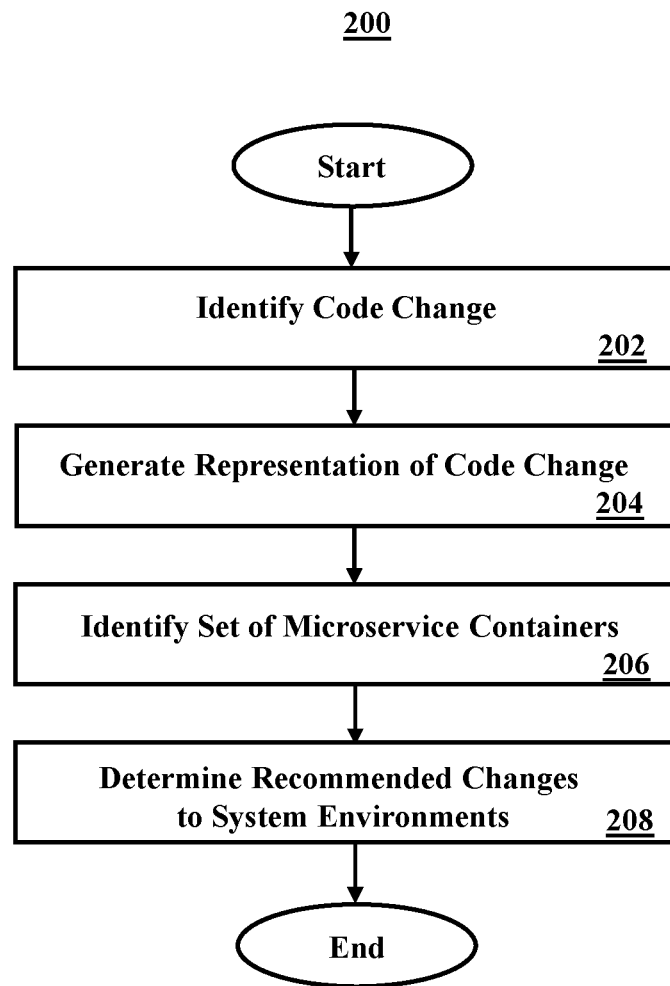 200
Start
Identify Code Change
202
Generate Representation of Code Change
204
Identify Set of Microservice Containers
206
Determine Recommended Changes
to System Environments
208
End